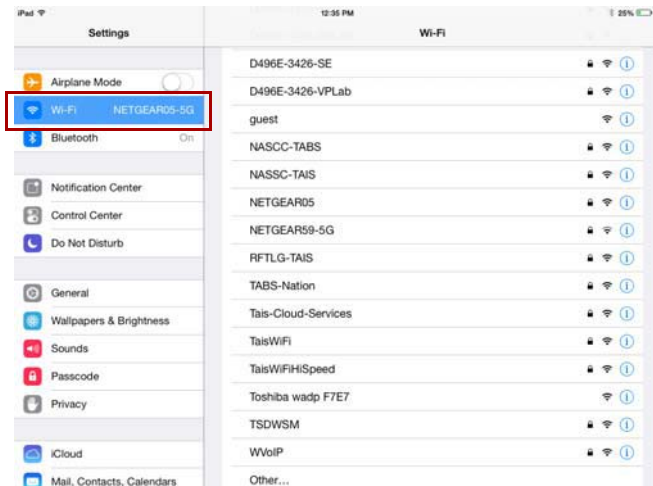 iPad 12:35 PM 25%
Settings
Airplane Mode
Wi-Fi NETGEAR05-5G
Bluetooth On
Notification Center
Control Center
Do Not Disturb
General
Wallpapers & Brightness
Sounds
Passcode
Privacy
iCloud
Mail, Contacts, Calendars
Wi-Fi
D496E-3426-SE
D496E-3426-VPLab
guest
NASCC-TABS
NASSC-TAIS
NETGEAR05
NETGEAR59-5G
RFTLG-TAIS
TABS-Nation
Tais-Cloud-Services
TaisWiFi
TaisWiFiHiSpeed
Toshiba wadp F7E7
TSDWSM
WVoIP
Other...